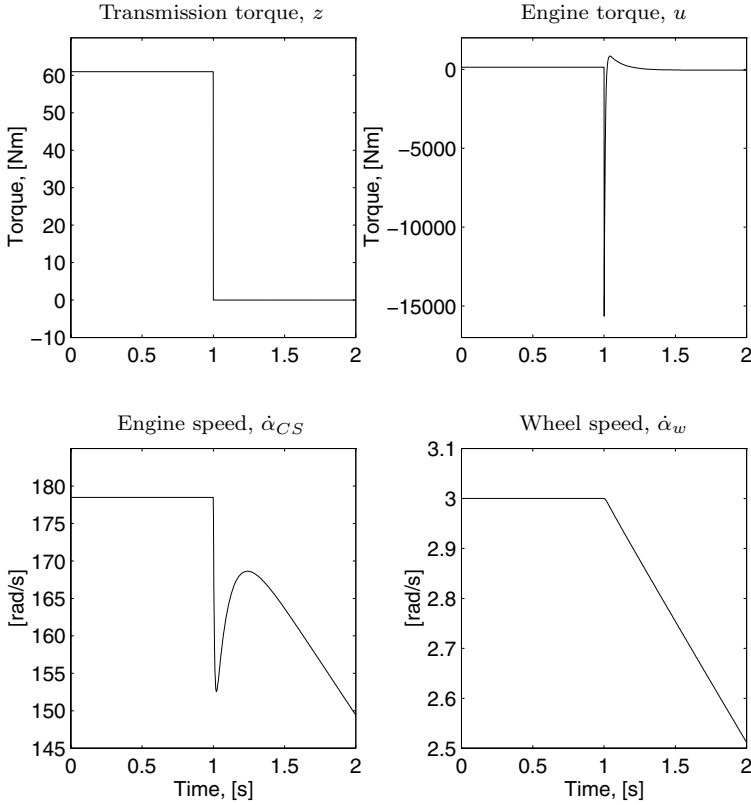 Transmission torque, z
Torque, [Nm]
60
50
40
30
20
10
0
−10
0 0.5 1 1.5 2
Engine torque, u
Torque, [Nm]
0
−5000
−10000
−15000
0 0.5 1 1.5 2
Engine speed, α̇_CS
[rad/s]
180
175
170
165
160
155
150
145
0 0.5 1 1.5 2
Time, [s]
Wheel speed, α̇_w
[rad/s]
3.1
3
2.9
2.8
2.7
2.6
2.5
0 0.5 1 1.5 2
Time, [s]